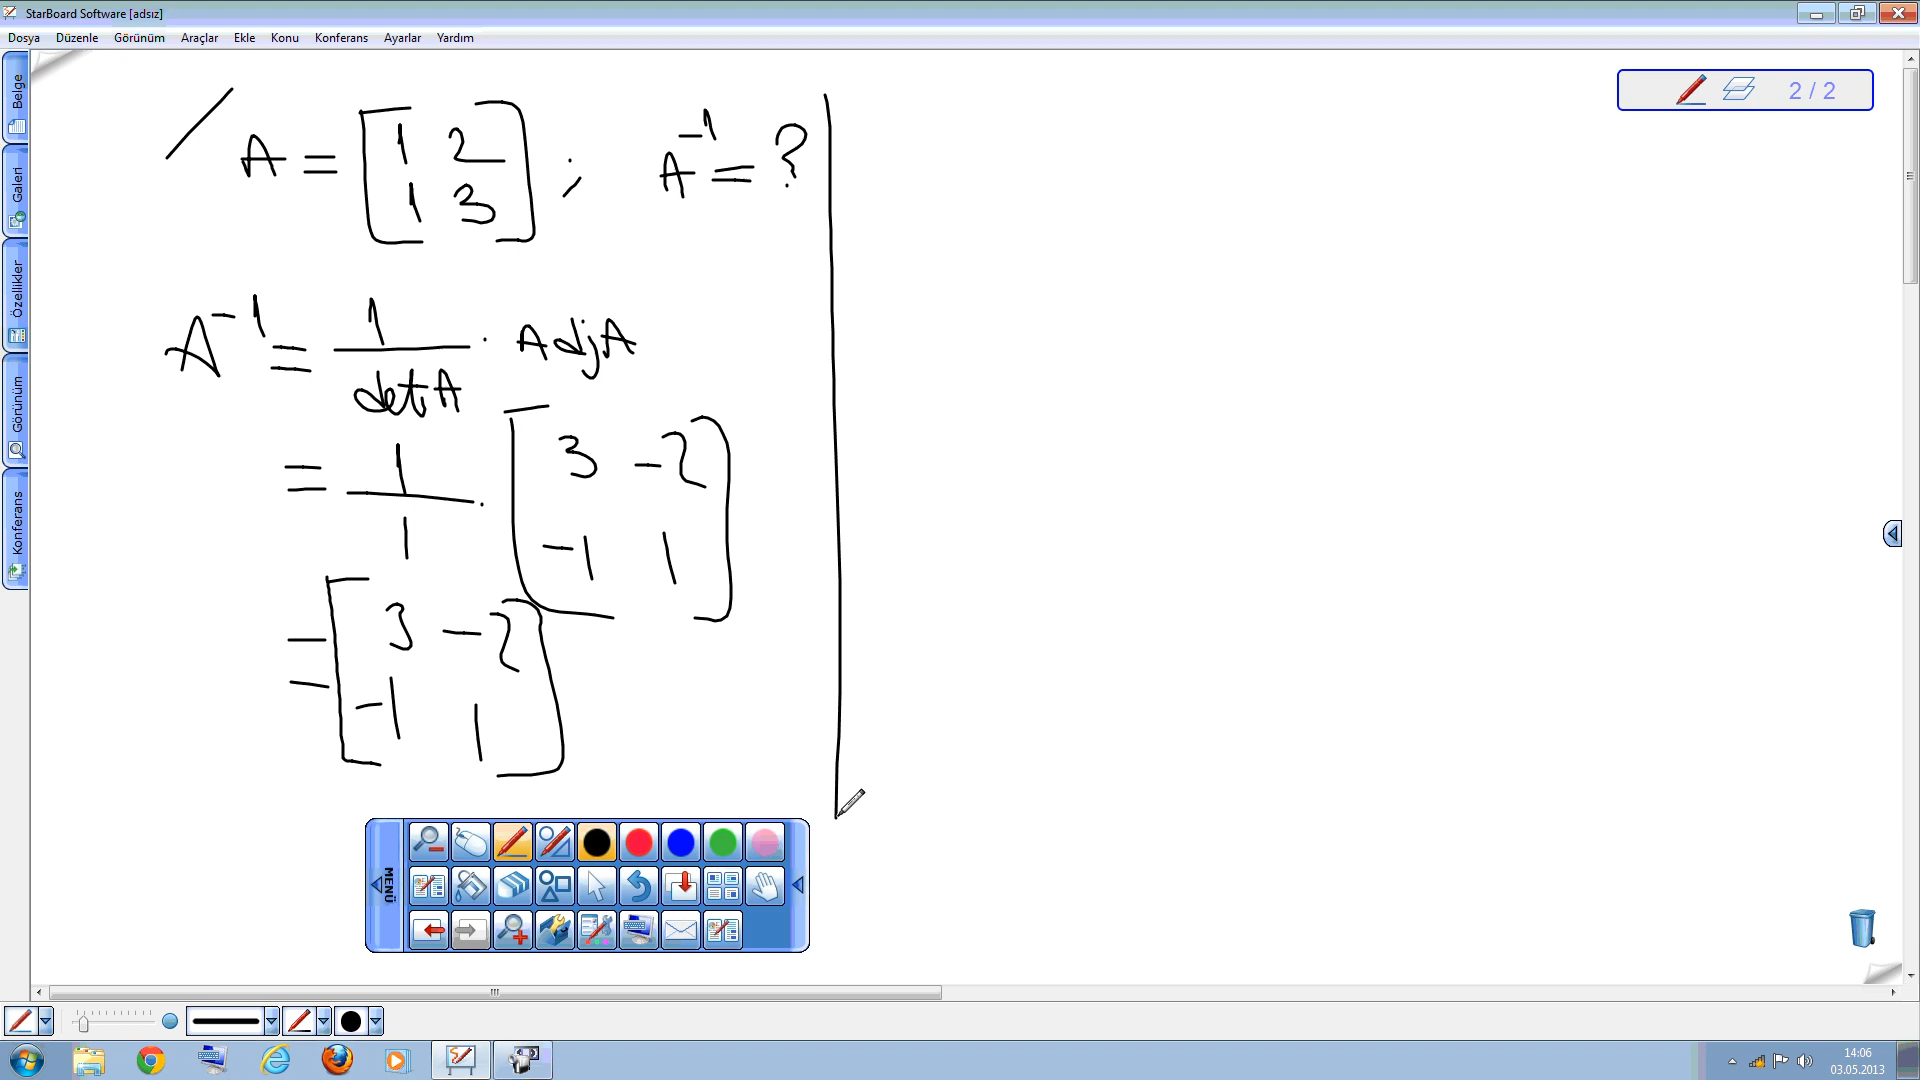 StarBoard Software [adsız]
Dosya Düzenle Görünüm Araçlar Ekle Konu Konferans Ayarlar Yardım
Belge
Galeri
Özellikler
Görünüm
Konferans
2 / 2
A = [1 2
1 3] ; A⁻¹ = ?
A⁻¹ = 1/detA · AdjA
= 1/1 · [3 -2
-1 1]
= [3 -2
-1 1]
MENÜ
14:06
03.05.2013